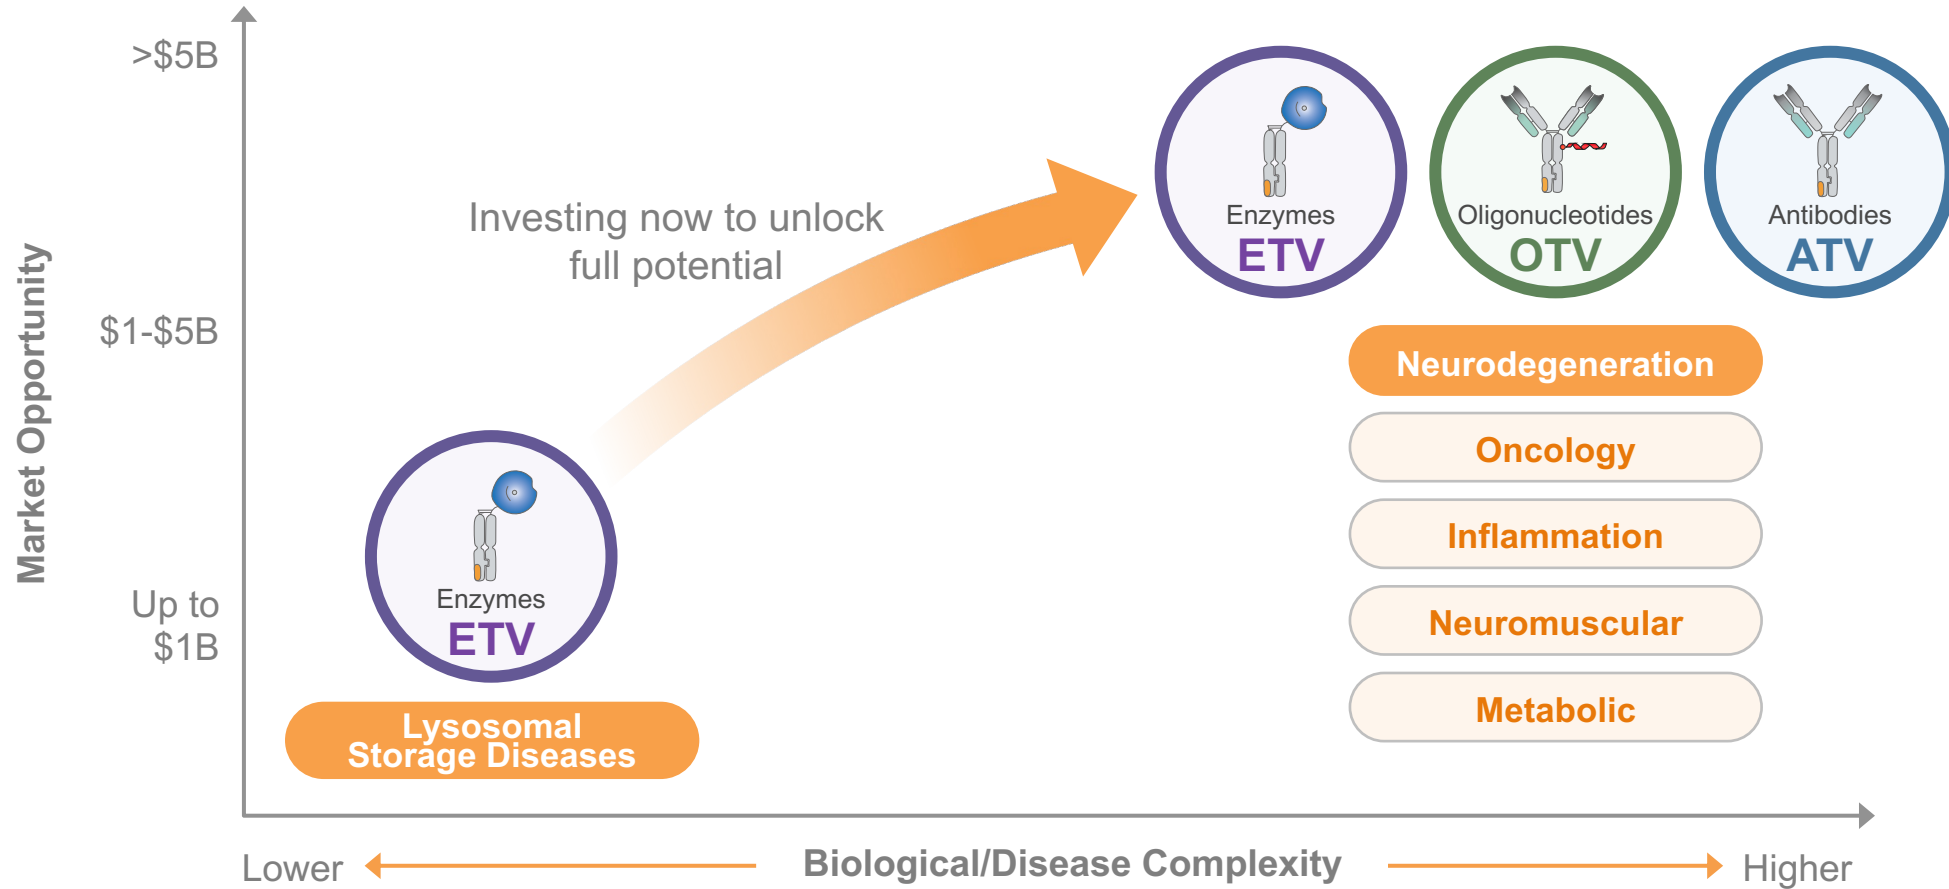 Market Opportunity
>$5B
$1-$5B
Up to
$1B
Investing now to unlock
full potential
Enzymes
ETV
Lysosomal
Storage Diseases
Enzymes
ETV
Oligonucleotides
OTV
Antibodies
ATV
Neurodegeneration
Oncology
Inflammation
Neuromuscular
Metabolic
Lower
Biological/Disease Complexity
Higher